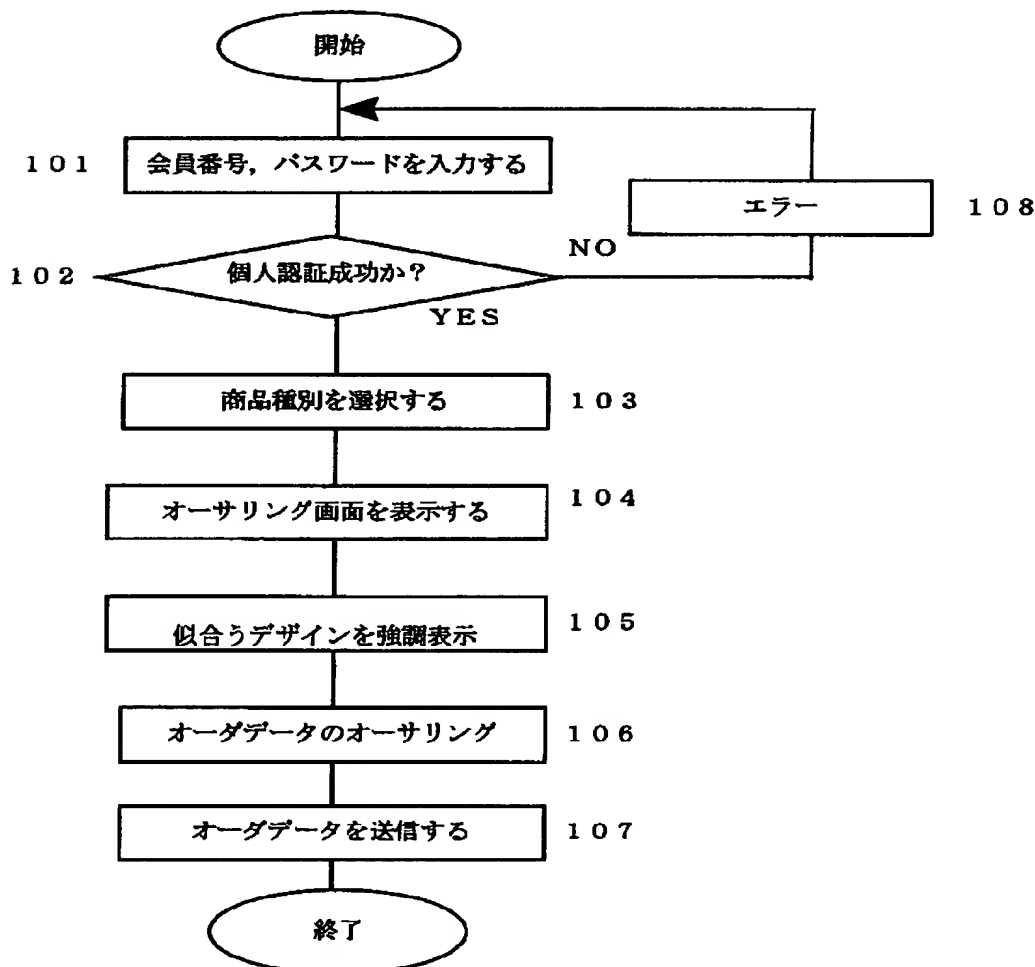 開始
101 会員番号，パスワードを入力する
エラー 108
102 個人認証成功か？ NO
YES
商品種別を選択する 103
オーサリング画面を表示する 104
似合うデザインを強調表示 105
オーダデータのオーサリング 106
オーダデータを送信する 107
終了